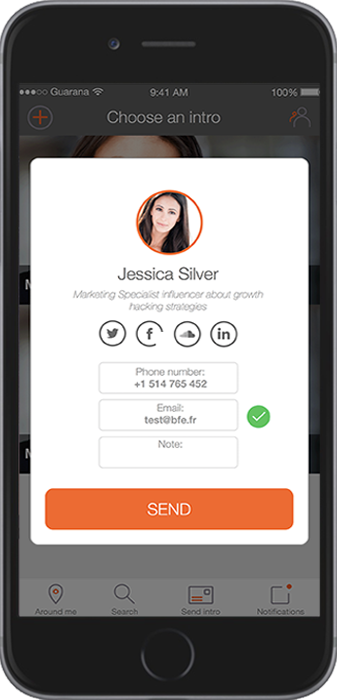 Guarana 9:41 AM 100%
Choose an intro
Jessica Silver
Marketing Specialist influencer about growth
hacking strategies
Phone number:
+1 514 765 452
Email:
test@bfe.fr
Note:
SEND
Around me Search Send intro Notifications